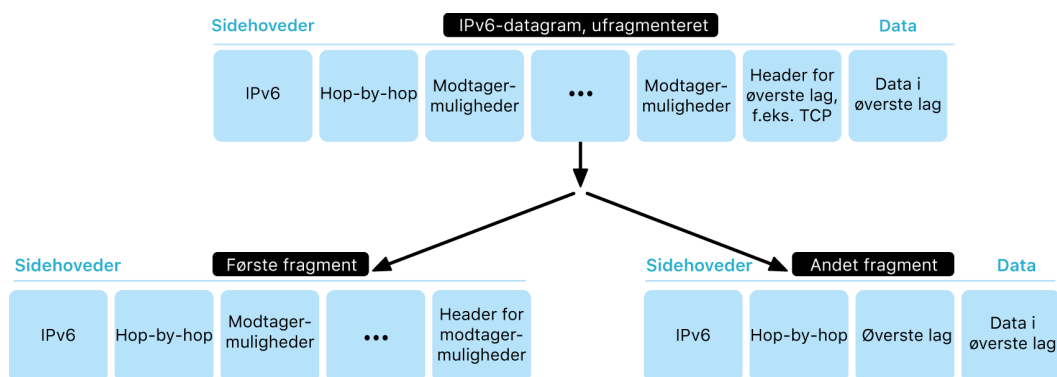 Sidehoveder
IPv6-datagram, ufragmenteret
Data
IPv6
Hop-by-hop
Modtager-
muligheder
•••
Modtager-
muligheder
Header for
øverste lag,
f.eks. TCP
Data i
øverste lag
Sidehoveder
Første fragment
IPv6
Hop-by-hop
Modtager-
muligheder
•••
Header for
modtager-
muligheder
Sidehoveder
Andet fragment
Data
IPv6
Hop-by-hop
Øverste lag
Data i
øverste lag